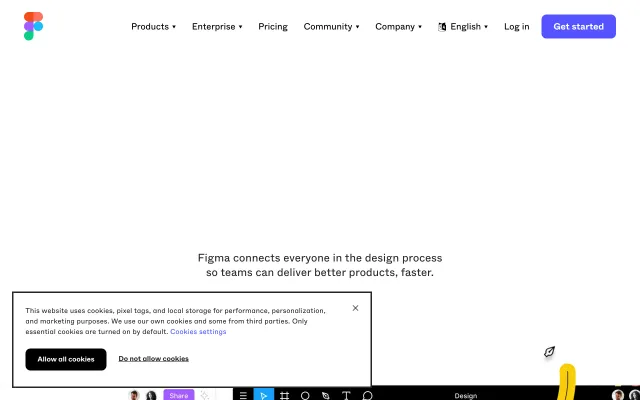 Products ▾ Enterprise ▾ Pricing Community ▾ Company ▾ English ▾ Log in Get started
Figma connects everyone in the design process
so teams can deliver better products, faster.
This website uses cookies, pixel tags, and local storage for performance, personalization,
and marketing purposes. We use our own cookies and some from third parties. Only
essential cookies are turned on by default. Cookies settings
Allow all cookies Do not allow cookies
Share Design